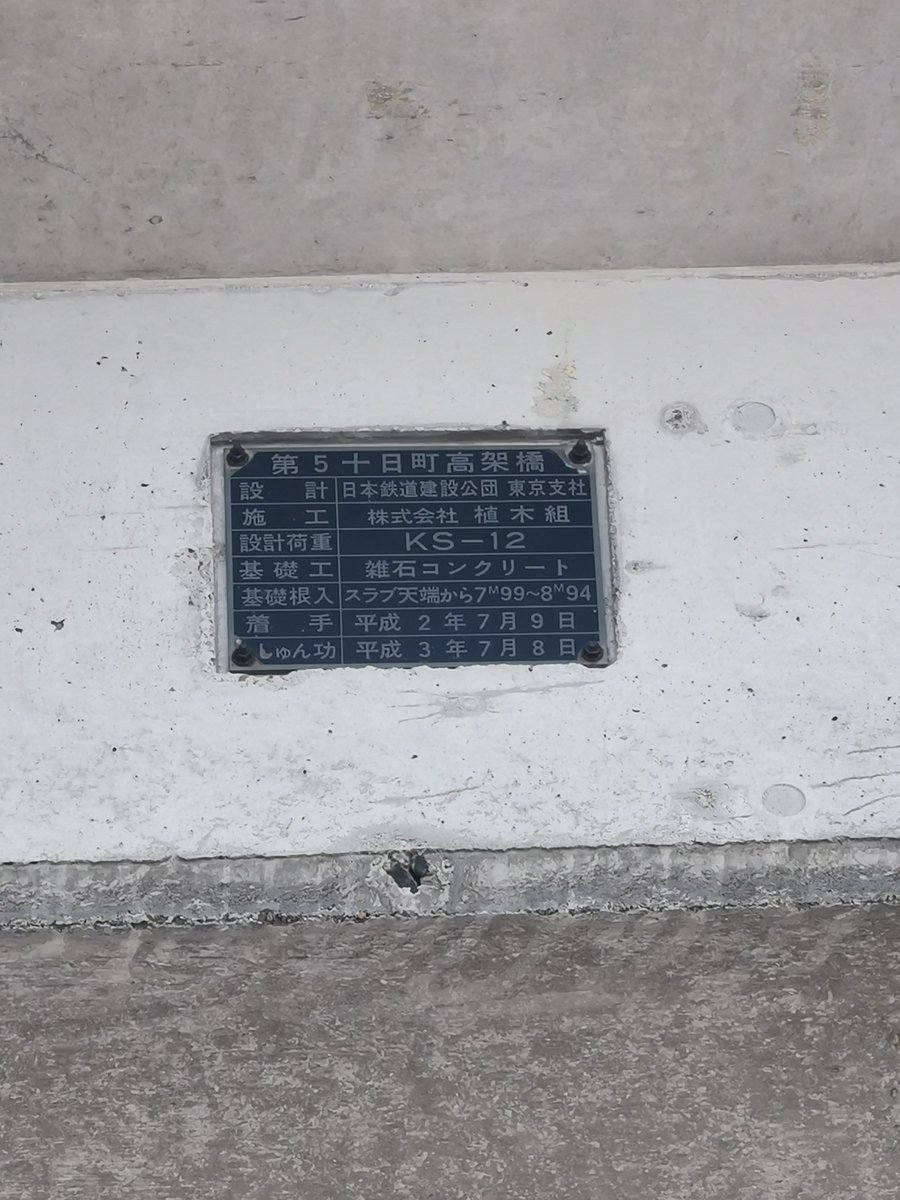 第5十日町高架橋
設計 日本鉄道建設公団 東京支社
施工 株式会社 植木組
設計荷重 KS-12
基礎工 雑石コンクリート
基礎根入 スラブ天端から7M99~8M94
着手 平成2年7月9日
しゅん功 平成3年7月8日